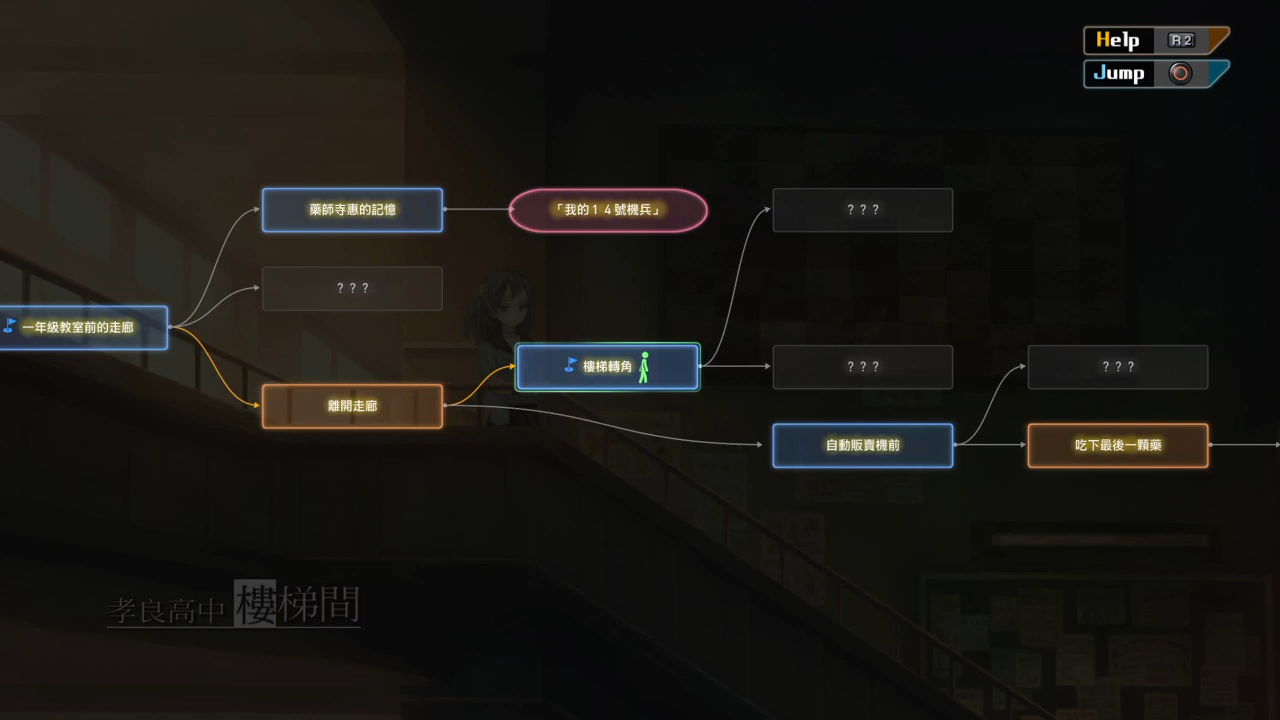 Help R2
Jump
藥師寺惠的記憶
「我的１４號機兵」
？？？
？？？
一年級教室前的走廊
樓梯轉角
？？？
？？？
離開走廊
自動販賣機前
吃下最後一顆藥
孝良高中 樓梯間